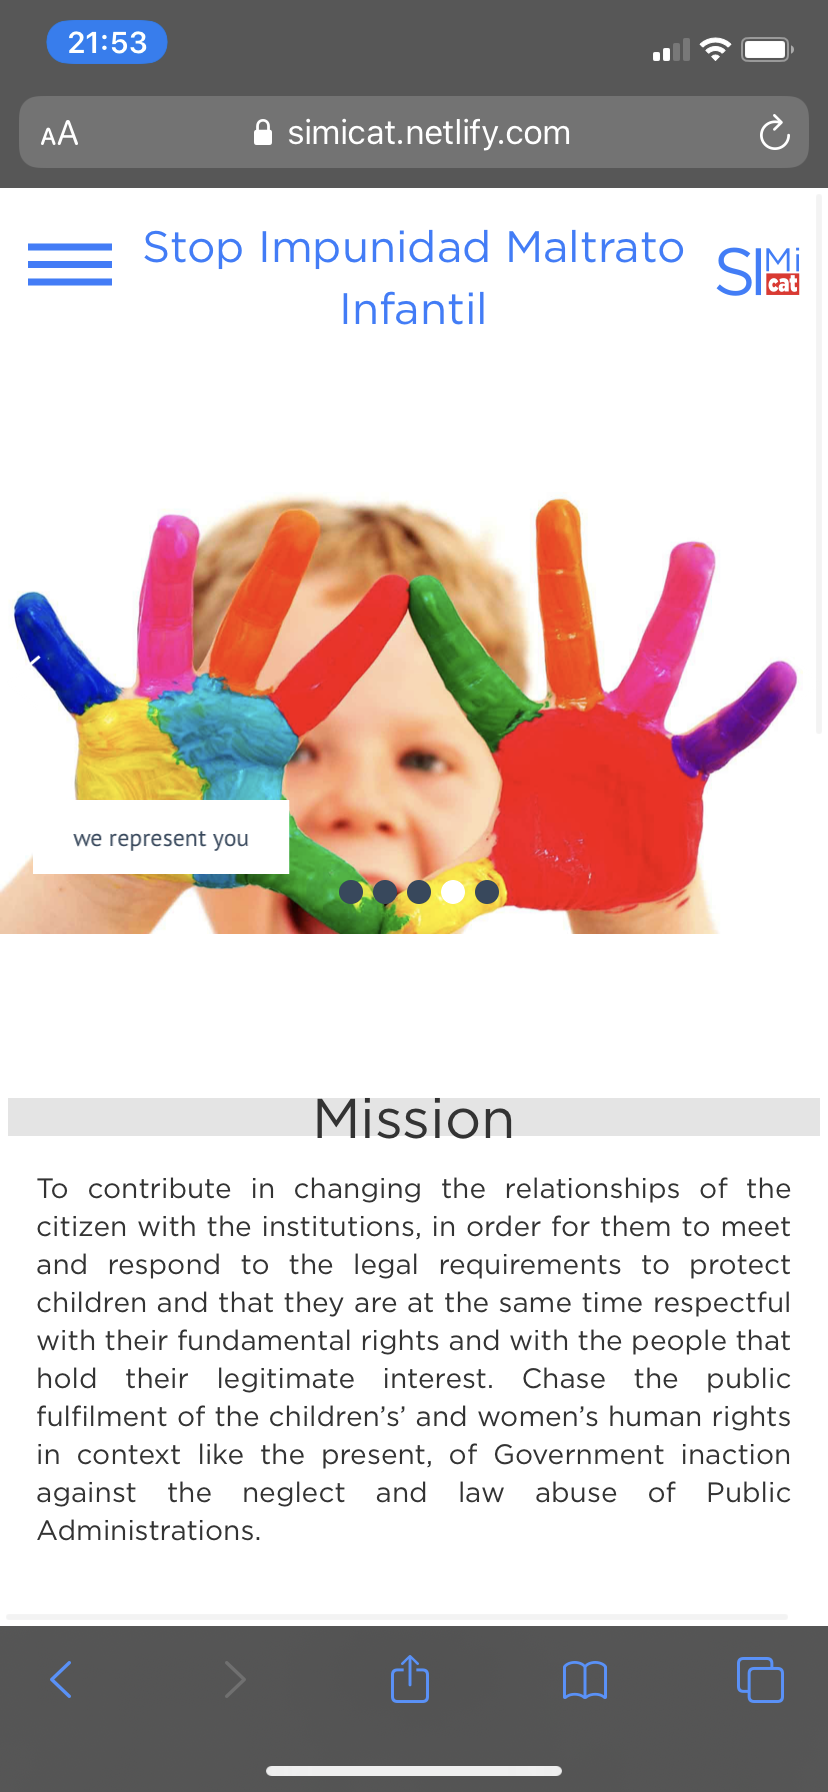 21:53
AA simicat.netlify.com
Stop Impunidad Maltrato
Infantil
SIMi
cat
we represent you
Mission
To contribute in changing the relationships of the
citizen with the institutions, in order for them to meet
and respond to the legal requirements to protect
children and that they are at the same time respectful
with their fundamental rights and with the people that
hold their legitimate interest. Chase the public
fulfilment of the children’s’ and women’s human rights
in context like the present, of Government inaction
against the neglect and law abuse of Public
Administrations.